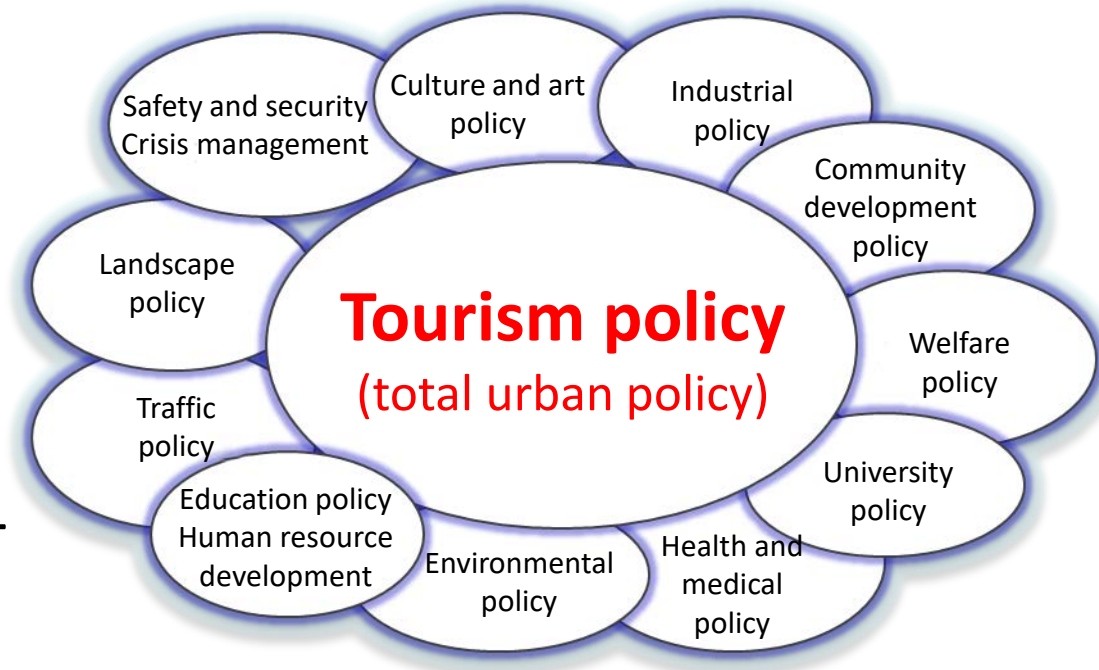 Safety and security
Crisis management
Culture and art
policy
Industrial
policy
Community
development
policy
Landscape
policy
Tourism policy
(total urban policy)
Welfare
policy
Traffic
policy
University
policy
Education policy
Human resource
development
Environmental
policy
Health and
medical
policy